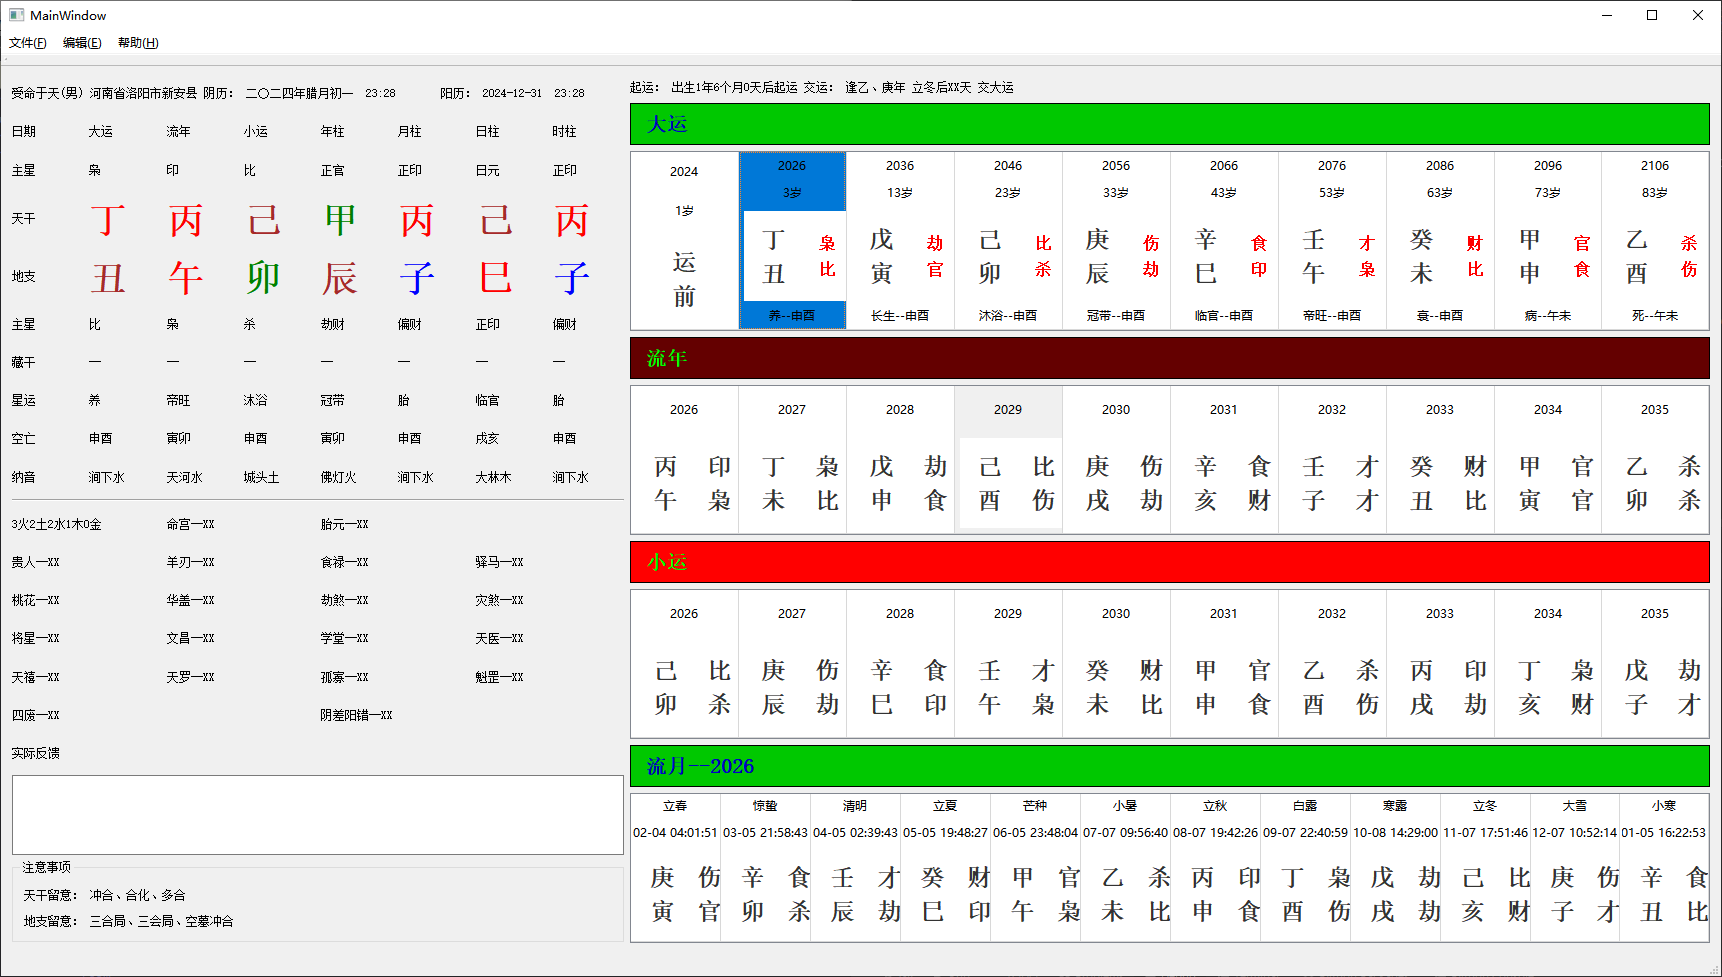 MainWindow
文件(F) 编辑(E) 帮助(H)
受命于天(男) 河南省洛阳市新安县 阴历： 二〇二四年腊月初一 23:28 阳历： 2024-12-31 23:28
日期 大运 流年 小运 年柱 月柱 日柱 时柱
主星 枭 印 比 正官 正印 日元 正印
天干 丁 丙 己 甲 丙 己 丙
地支 丑 午 卯 辰 子 巳 子
主星 比 枭 杀 劫财 偏财 正印 偏财
藏干 — — — — — — —
星运 养 帝旺 沐浴 冠带 胎 临官 胎
空亡 申酉 寅卯 申酉 寅卯 申酉 戌亥 申酉
纳音 涧下水 天河水 城头土 佛灯火 涧下水 大林木 涧下水
3火2土2水1木0金 命宫—XX 胎元—XX
贵人—XX 羊刃—XX 食禄—XX 驿马—XX
桃花—XX 华盖—XX 劫煞—XX 灾煞—XX
将星—XX 文昌—XX 学堂—XX 天医—XX
天禧—XX 天罗—XX 孤寡—XX 魁罡—XX
四废—XX 阴差阳错—XX
实际反馈
注意事项
天干留意： 冲合、合化、多合
地支留意： 三合局、三会局、空墓冲合
起运： 出生1年6个月0天后起运 交运： 逢乙、庚年 立冬后XX天 交大运
大运
2024 2026 2036 2046 2056 2066 2076 2086 2096 2106
1岁 3岁 13岁 23岁 33岁 43岁 53岁 63岁 73岁 83岁
运 丁 枭 戊 劫 己 比 庚 伤 辛 食 壬 才 癸 财 甲 官 乙 杀
前 丑 比 寅 官 卯 杀 辰 劫 巳 印 午 枭 未 比 申 食 酉 伤
养--申酉 长生--申酉 沐浴--申酉 冠带--申酉 临官--申酉 帝旺--申酉 衰--申酉 病--午未 死--午未
流年
2026 2027 2028 2029 2030 2031 2032 2033 2034 2035
丙 印 丁 枭 戊 劫 己 比 庚 伤 辛 食 壬 才 癸 财 甲 官 乙 杀
午 枭 未 比 申 食 酉 伤 戌 劫 亥 财 子 才 丑 比 寅 官 卯 杀
小运
2026 2027 2028 2029 2030 2031 2032 2033 2034 2035
己 比 庚 伤 辛 食 壬 才 癸 财 甲 官 乙 杀 丙 印 丁 枭 戊 劫
卯 杀 辰 劫 巳 印 午 枭 未 比 申 食 酉 伤 戌 劫 亥 财 子 才
流月--2026
立春 惊蛰 清明 立夏 芒种 小暑 立秋 白露 寒露 立冬 大雪 小寒
02-04 04:01:51 03-05 21:58:43 04-05 02:39:43 05-05 19:48:27 06-05 23:48:04 07-07 09:56:40 08-07 19:42:26 09-07 22:40:59 10-08 14:29:00 11-07 17:51:46 12-07 10:52:14 01-05 16:22:53
庚 伤 辛 食 壬 才 癸 财 甲 官 乙 杀 丙 印 丁 枭 戊 劫 己 比 庚 伤 辛 食
寅 官 卯 杀 辰 劫 巳 印 午 枭 未 比 申 食 酉 伤 戌 劫 亥 财 子 才 丑 比